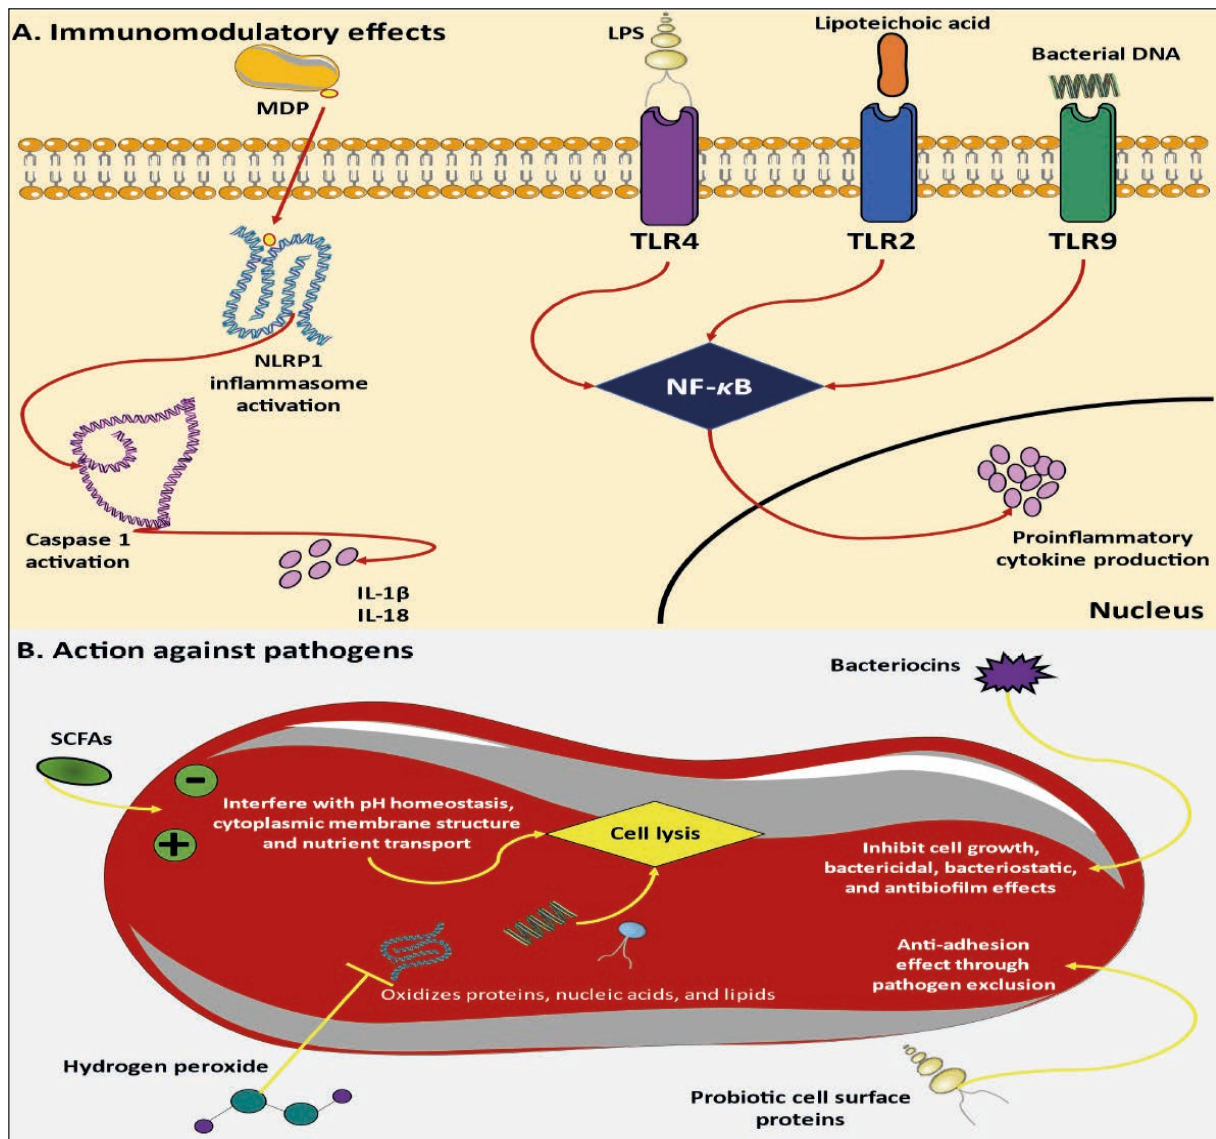 A. Immunomodulatory effects
MDP
LPS
Lipoteichoic acid
Bacterial DNA
TLR4
TLR2
TLR9
NLRP1
inflammasome
activation
NF-κB
Caspase 1
activation
IL-1β
IL-18
Proinflammatory
cytokine production
Nucleus
B. Action against pathogens
Bacteriocins
SCFAs
-
+
Interfere with pH homeostasis,
cytoplasmic membrane structure
and nutrient transport
Cell lysis
Inhibit cell growth,
bactericidal, bacteriostatic,
and antibiofilm effects
Anti-adhesion
effect through
pathogen exclusion
Oxidizes proteins, nucleic acids, and lipids
Hydrogen peroxide
Probiotic cell surface
proteins